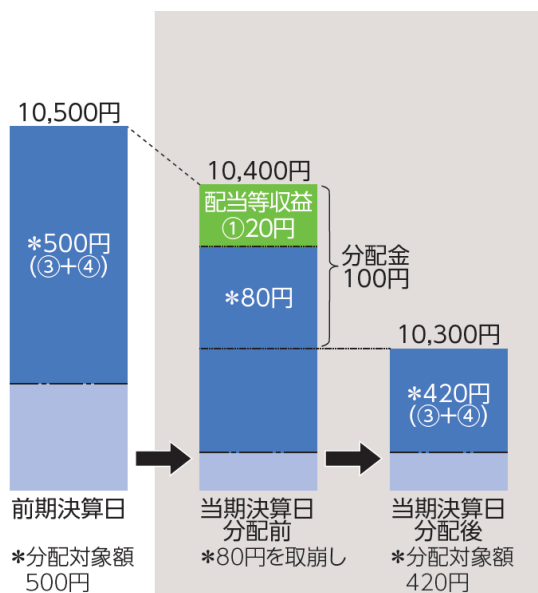 10,500円
*500円
(③+④)
前期決算日
*分配対象額
500円
10,400円
配当等収益
①20円
*80円
分配金
100円
当期決算日
分配前
*80円を取崩し
10,300円
*420円
(③+④)
当期決算日
分配後
*分配対象額
420円